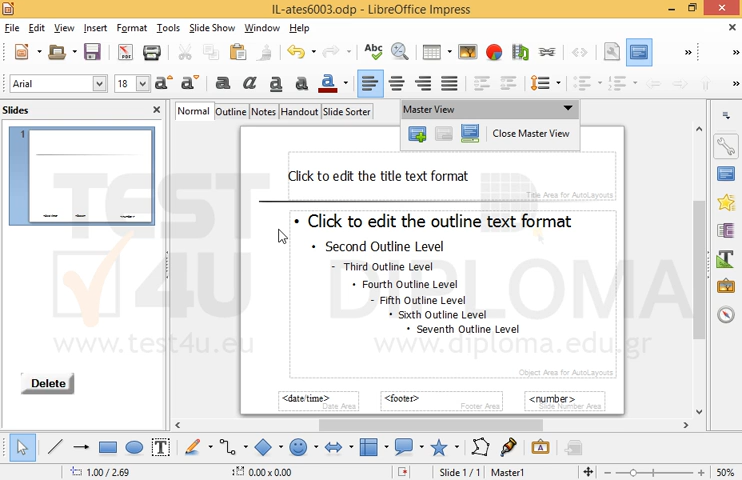 IL-ates6003.odp - LibreOffice Impress
File Edit View Insert Format Tools Slide Show Window Help
Arial 18
Slides
Normal Outline Notes Handout Slide Sorter
Master View
Close Master View
1
Click to edit the title text format
Title Area for AutoLayouts
• Click to edit the outline text format
• Second Outline Level
- Third Outline Level
• Fourth Outline Level
- Fifth Outline Level
• Sixth Outline Level
• Seventh Outline Level
Object Area for AutoLayouts
<date/time>
Date Area
<footer>
Footer Area
<number>
Slide Number Area
Delete
TEST
4U
DIPLOMA
www.test4u.eu
www.diploma.edu.gr
1.00 / 2.69 0.00 x 0.00 Slide 1 / 1 Master1 50%